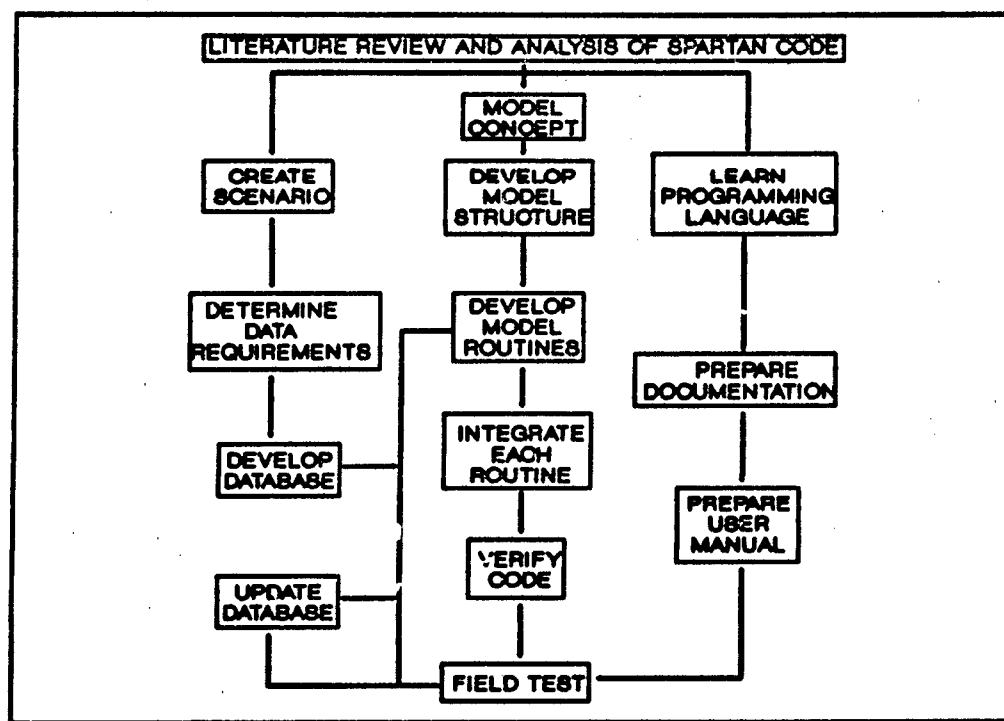 LITERATURE REVIEW AND ANALYSIS OF SPARTAN CODE
MODEL
CONCEPT
CREATE
SCENARIO
DEVELOP
MODEL
STRUCTURE
LEARN
PROGRAMMING
LANGUAGE
DETERMINE
DATA
REQUIREMENTS
DEVELOP
MODEL
ROUTINES
PREPARE
DOCUMENTATION
DEVELOP
DATABASE
INTEGRATE
EACH
ROUTINE
PREPARE
USER
MANUAL
UPDATE
DATABASE
VERIFY
CODE
FIELD TEST